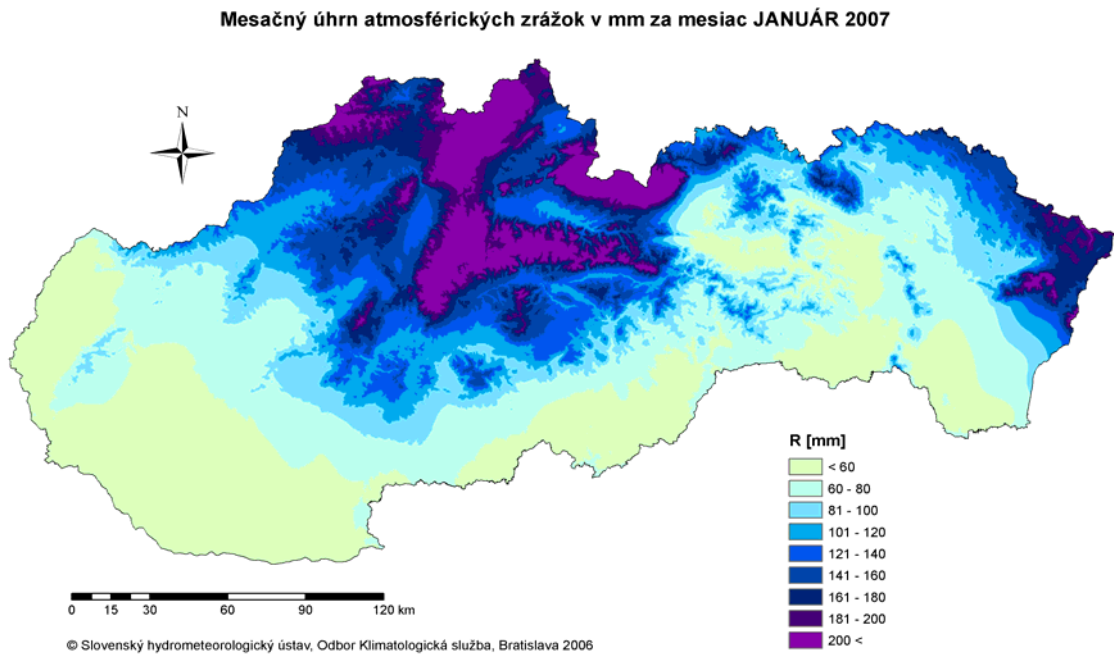 Mesačný úhrn atmosférických zrážok v mm za mesiac JANUÁR 2007
N
R [mm]
< 60
60 - 80
81 - 100
101 - 120
121 - 140
141 - 160
161 - 180
181 - 200
200 <
0 15 30 60 90 120 km
© Slovenský hydrometeorologický ústav, Odbor Klimatologická služba, Bratislava 2006